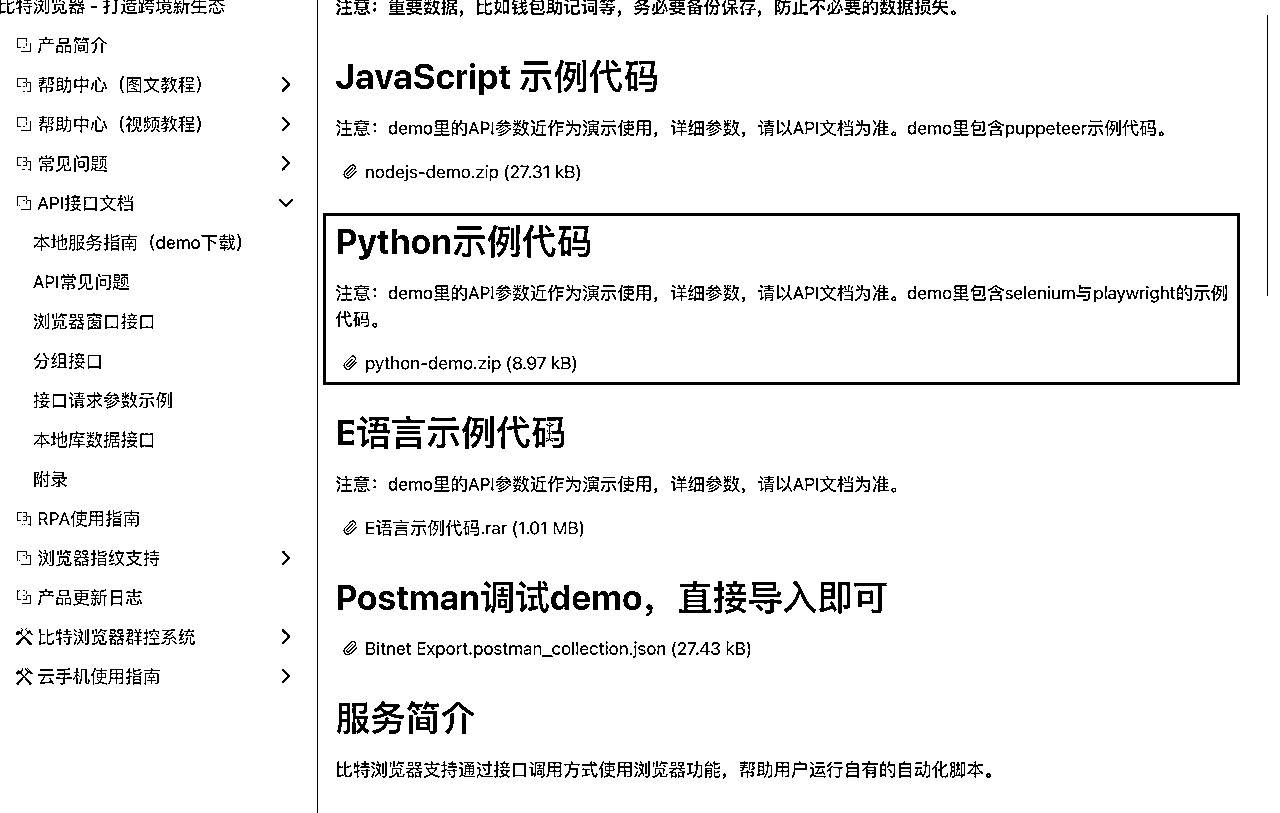 比特浏览器 - 打造跨境新生态
产品简介
帮助中心（图文教程）
帮助中心（视频教程）
常见问题
API接口文档
本地服务指南（demo下载）
API常见问题
浏览器窗口接口
分组接口
接口请求参数示例
本地库数据接口
附录
RPA使用指南
浏览器指纹支持
产品更新日志
比特浏览器群控系统
云手机使用指南
注意：重要数据，比如钱包助记词等，务必要备份保存，防止不必要的数据损失。
JavaScript 示例代码
注意：demo里的API参数近作为演示使用，详细参数，请以API文档为准。demo里包含puppeteer示例代码。
nodejs-demo.zip (27.31 kB)
Python示例代码
注意：demo里的API参数近作为演示使用，详细参数，请以API文档为准。demo里包含selenium与playwright的示例
代码。
python-demo.zip (8.97 kB)
E语言示例代码
注意：demo里的API参数近作为演示使用，详细参数，请以API文档为准。
E语言示例代码.rar (1.01 MB)
Postman调试demo，直接导入即可
Bitnet Export.postman_collection.json (27.43 kB)
服务简介
比特浏览器支持通过接口调用方式使用浏览器功能，帮助用户运行自有的自动化脚本。